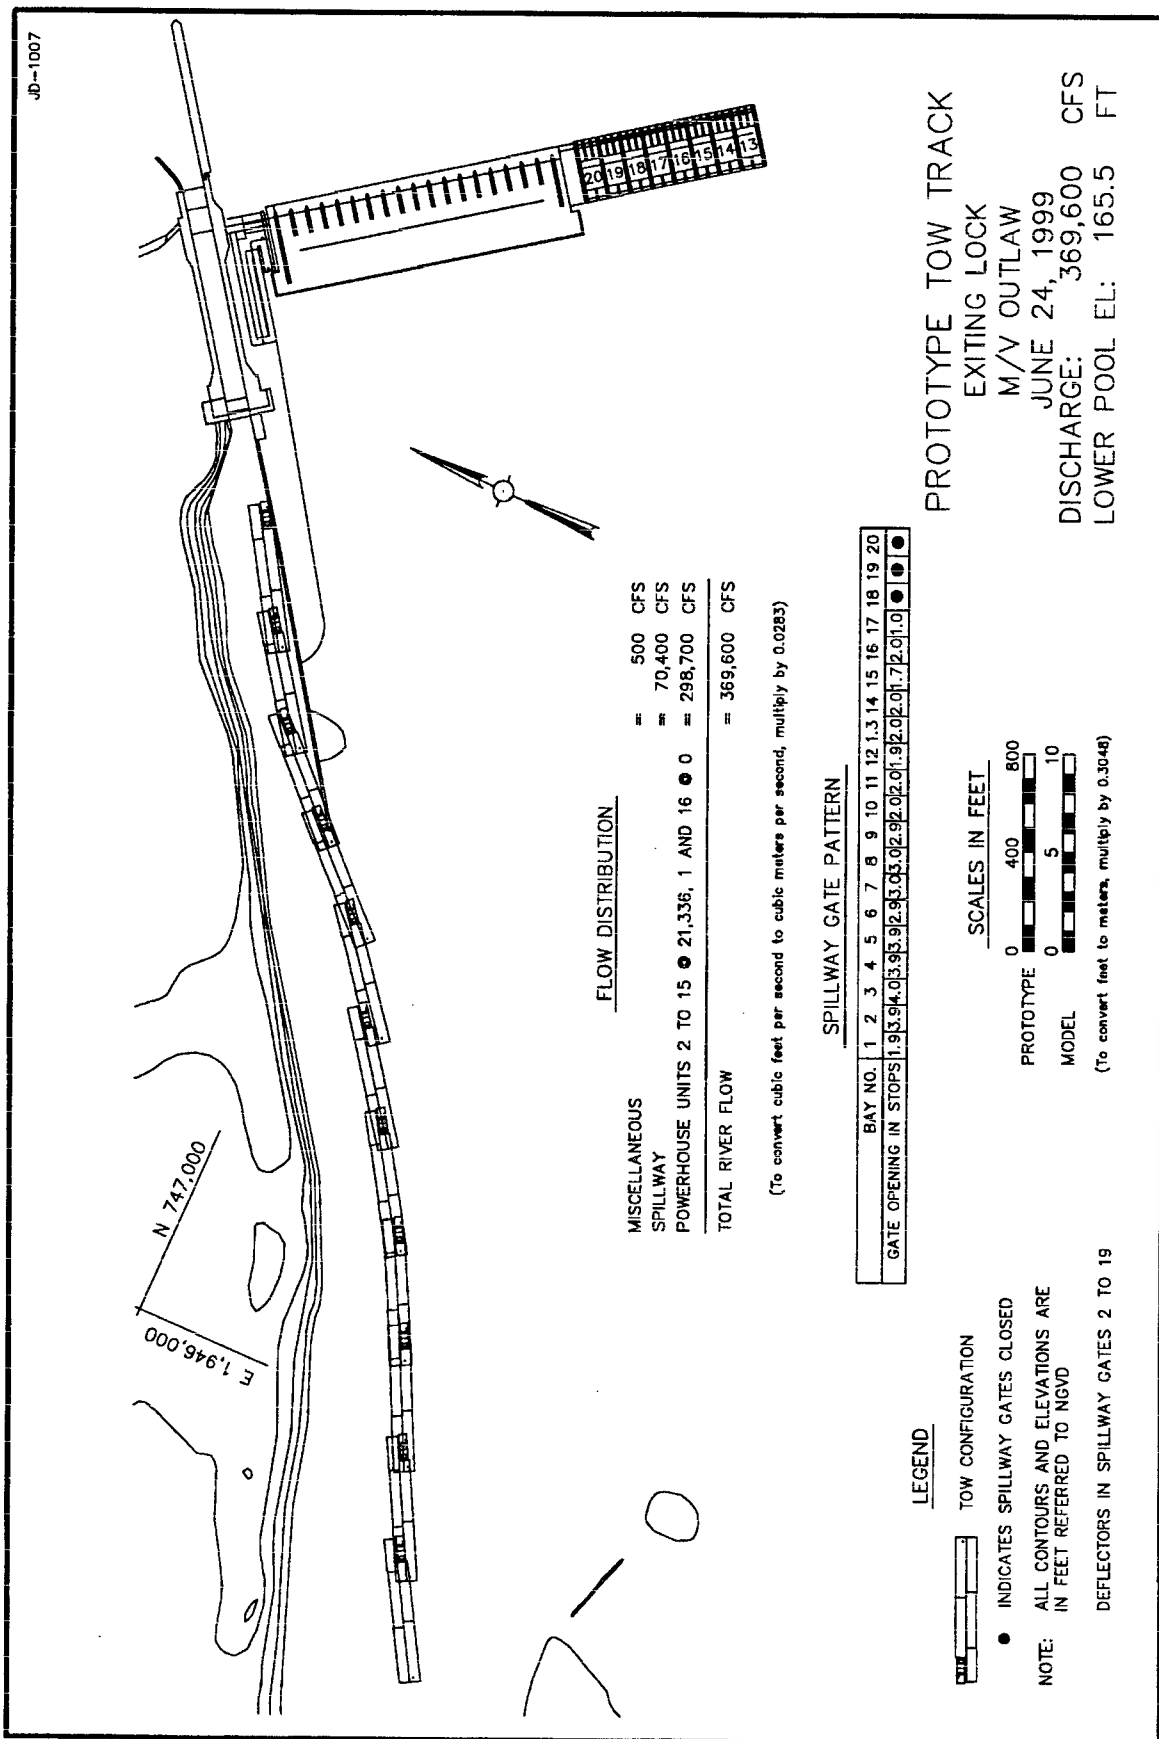 JD-1007
20 19 18 17 16 15 14 13
N 747,000
E 1,946,000
FLOW DISTRIBUTION
MISCELLANEOUS = 500 CFS
SPILLWAY = 70,400 CFS
POWERHOUSE UNITS 2 TO 15 @ 21,336, 1 AND 16 @ 0 = 298,700 CFS
TOTAL RIVER FLOW = 369,600 CFS
(To convert cubic feet per second to cubic meters per second, multiply by 0.0283)
SPILLWAY GATE PATTERN
BAY NO. 1 2 3 4 5 6 7 8 9 10 11 12 1.3 14 15 16 17 18 19 20
GATE OPENING IN STOPS 1.9 3.9 4.0 3.9 3.9 2.9 3.0 3.0 2.9 2.0 2.0 1.9 2.0 2.0 1.7 2.0 1.0 ● ● ●
SCALES IN FEET
PROTOTYPE 0 400 800
MODEL 0 5 10
(To convert feet to meters, multiply by 0.3048)
LEGEND
TOW CONFIGURATION
● INDICATES SPILLWAY GATES CLOSED
NOTE: ALL CONTOURS AND ELEVATIONS ARE
IN FEET REFERRED TO NGVD
DEFLECTORS IN SPILLWAY GATES 2 TO 19
PROTOTYPE TOW TRACK
EXITING LOCK
M/V OUTLAW
JUNE 24, 1999
DISCHARGE: 369,600 CFS
LOWER POOL EL: 165.5 FT